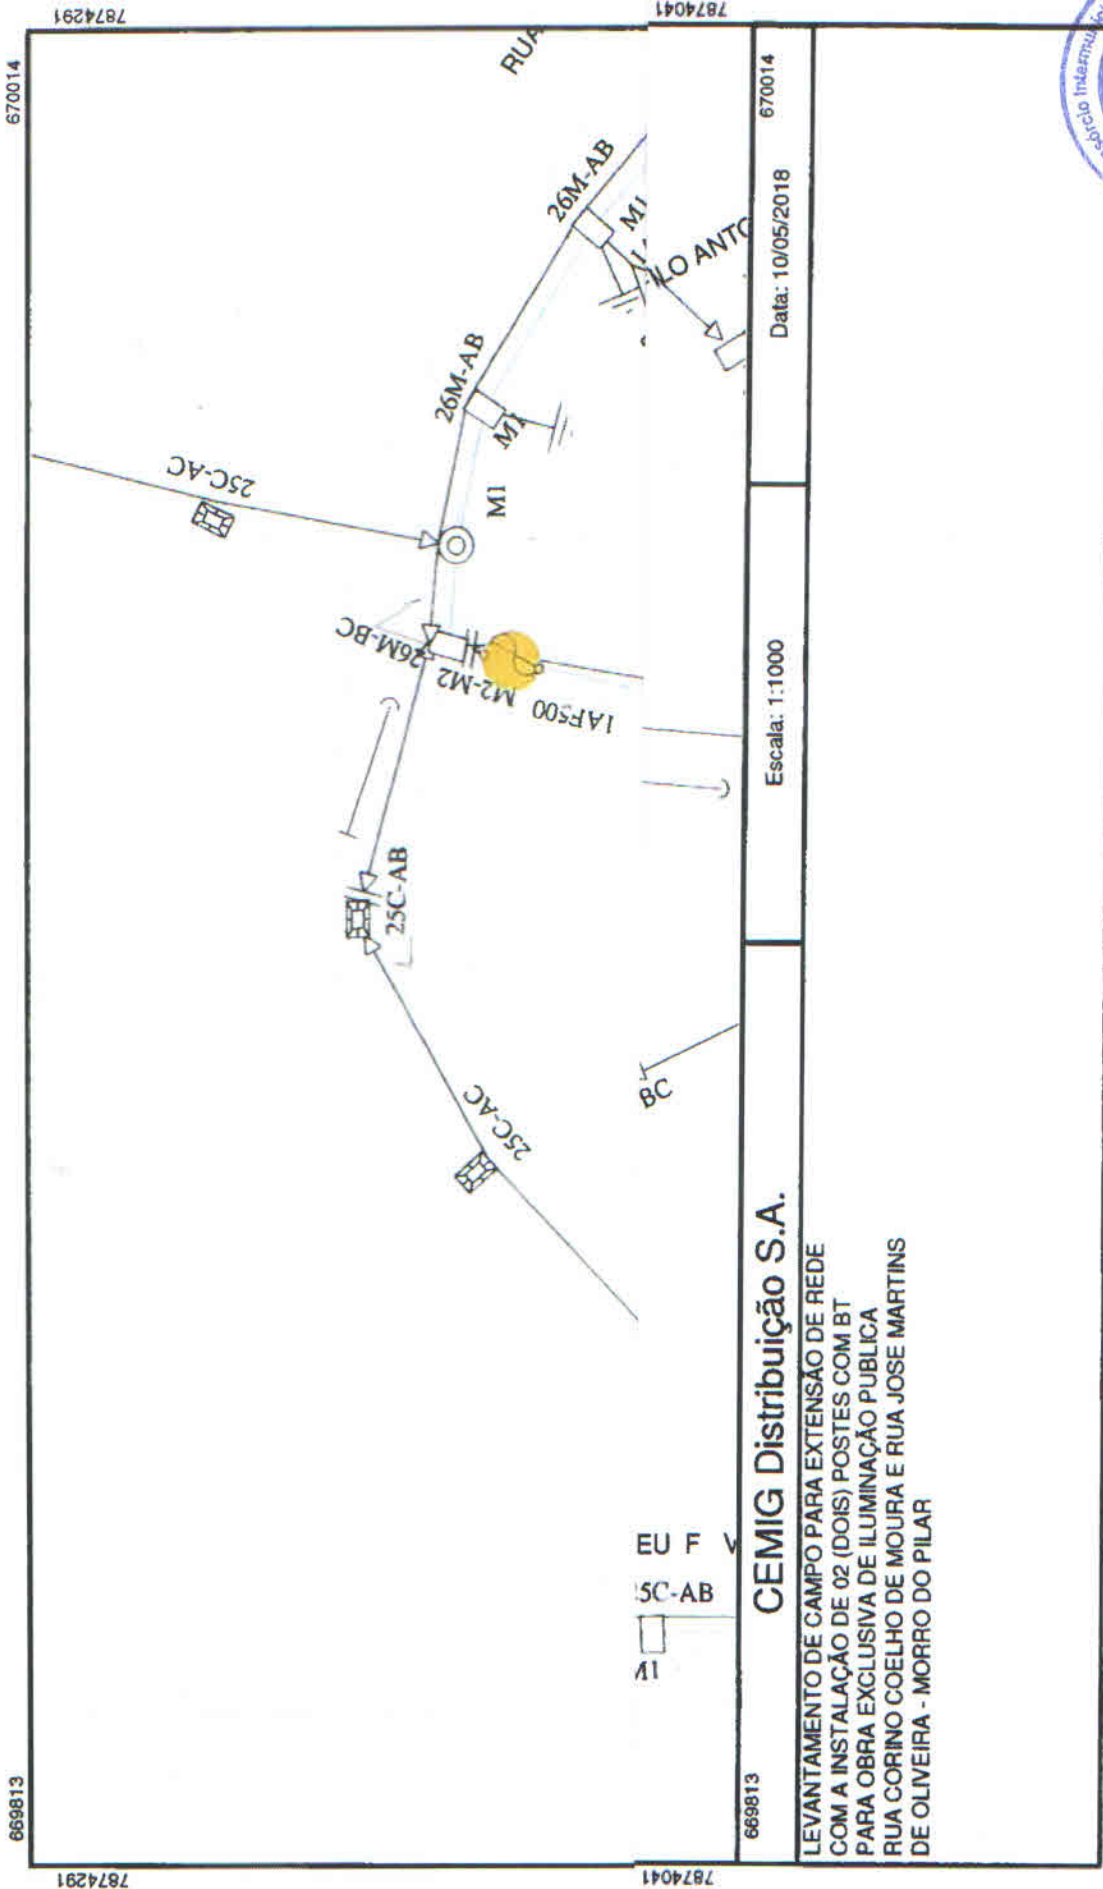 669813
670014
7874291
7874291
RUA
25C-AC
26M-AB
26M-AB
M1
M1
M1
26M-BC
M2-M2
1AF500
25C-AB
25C-AC
BC
EU F
5C-AB
M1
7874041
7874041
669813
670014
CEMIG Distribuição S.A.
Escala: 1:1000
Data: 10/05/2018
LEVANTAMENTO DE CAMPO PARA EXTENSÃO DE REDE
COM A INSTALAÇÃO DE 02 (DOIS) POSTES COM BT
PARA OBRA EXCLUSIVA DE ILUMINAÇÃO PUBLICA
RUA CORINO COELHO DE MOURA E RUA JOSE MARTINS
DE OLIVEIRA - MORRO DO PILAR